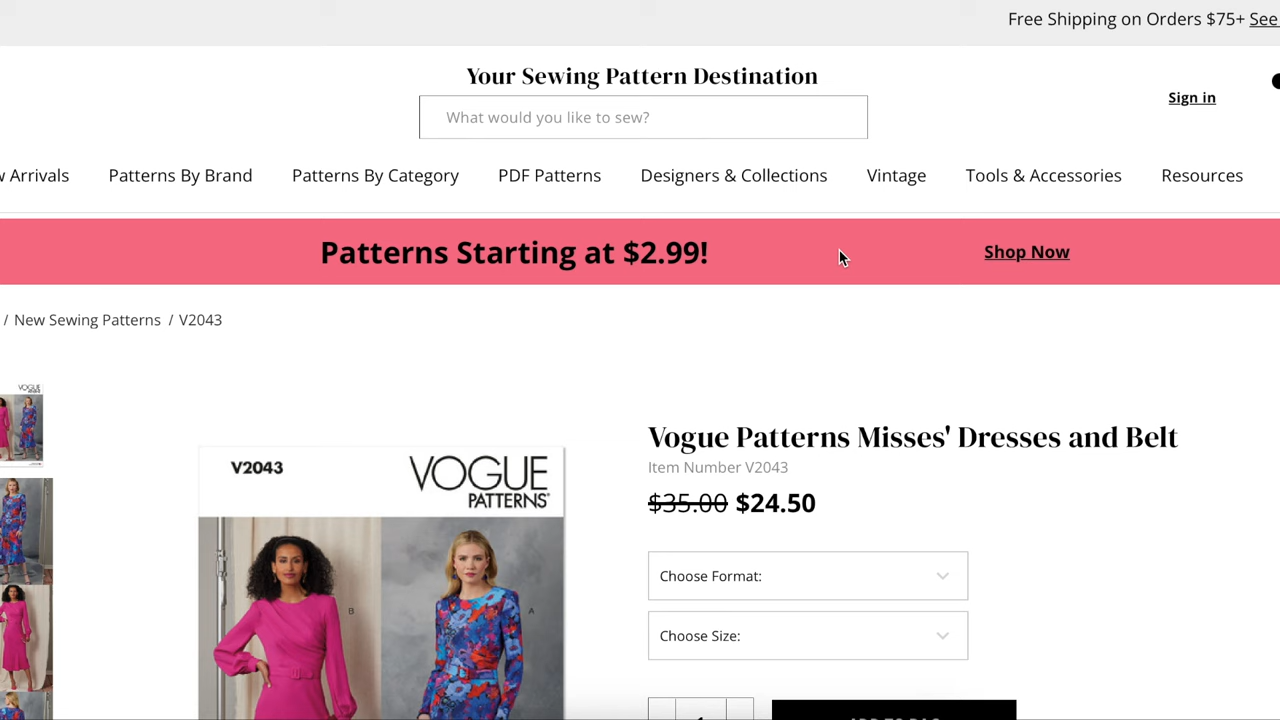 Free Shipping on Orders $75+ See
Your Sewing Pattern Destination
What would you like to sew?
Sign in
Arrivals Patterns By Brand Patterns By Category PDF Patterns Designers & Collections Vintage Tools & Accessories Resources
Patterns Starting at $2.99!
Shop Now
/ New Sewing Patterns / V2043
VOGUE
Vogue Patterns Misses' Dresses and Belt
Item Number V2043
$35.00 $24.50
V2043
VOGUE
PATTERNS®
Choose Format:
B
A
Choose Size: